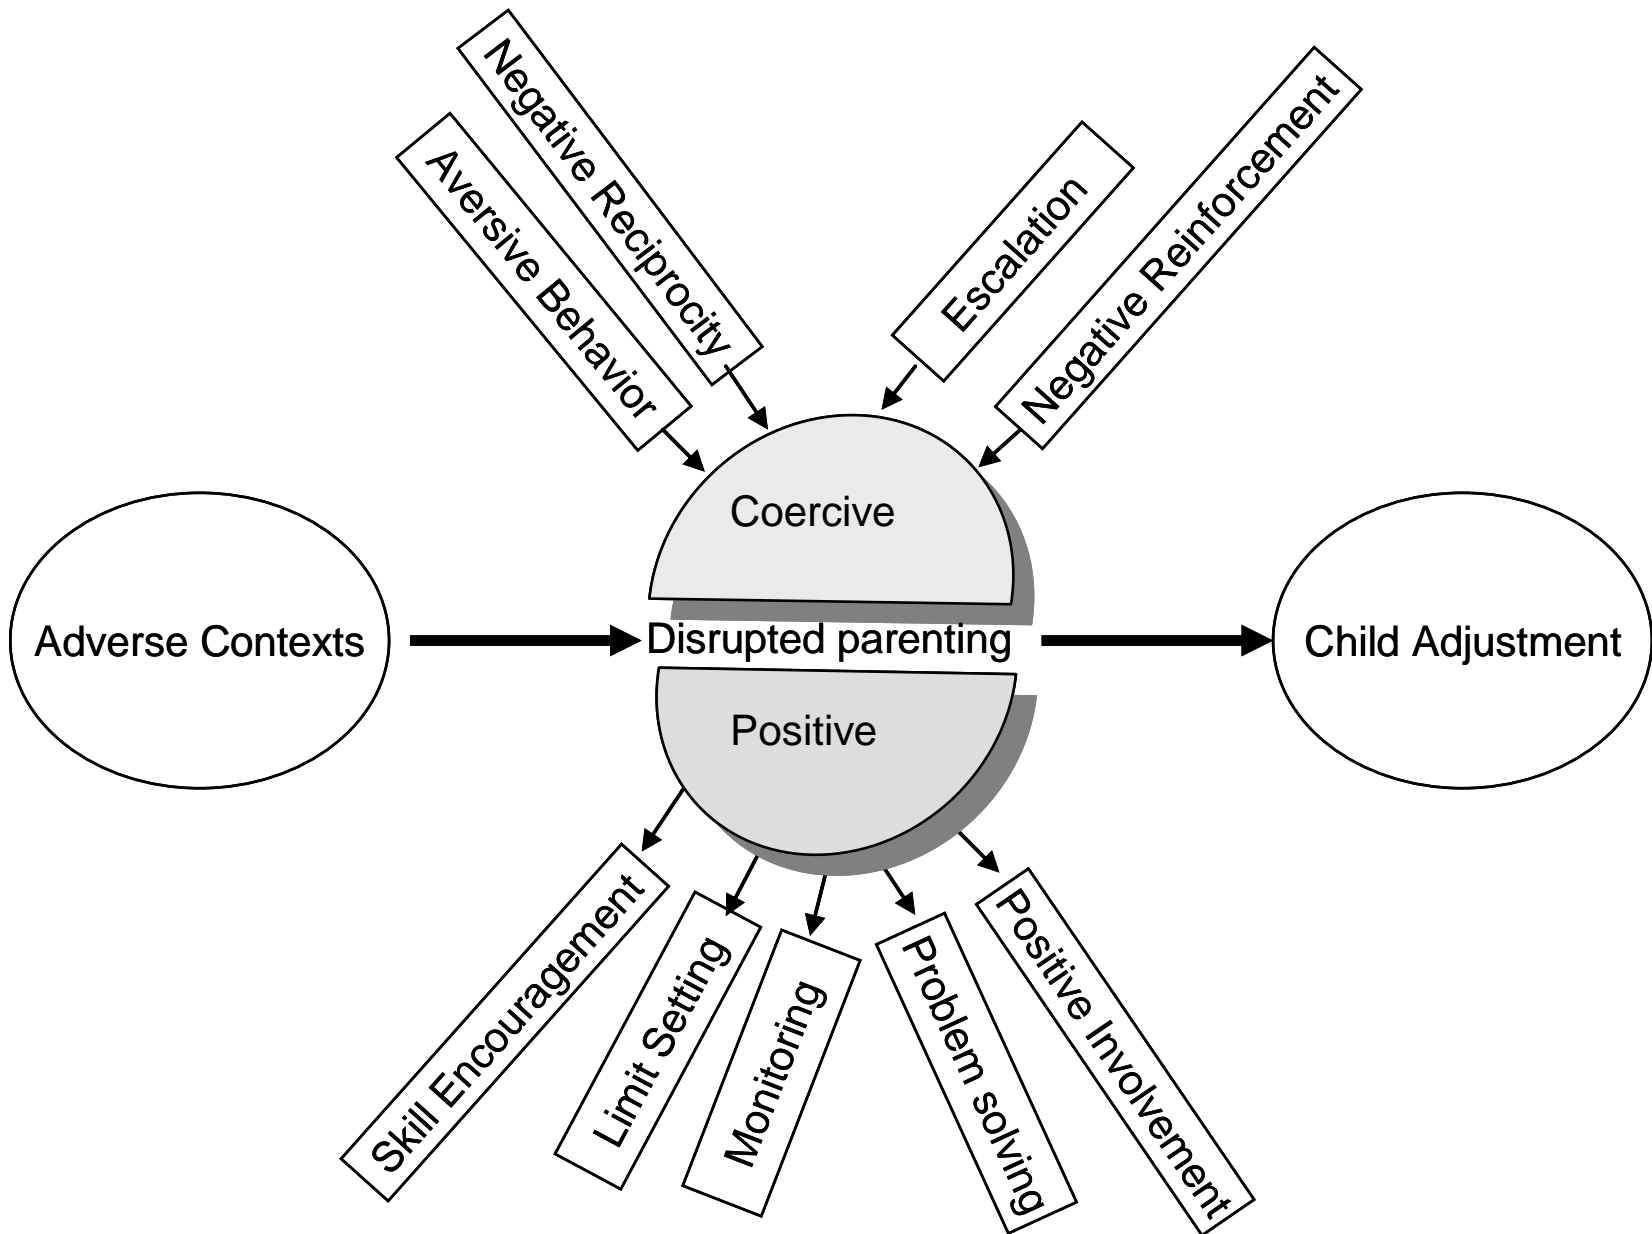 Negative Reciprocity
Aversive Behavior
Escalation
Negative Reinforcement
Coercive
Adverse Contexts
Disrupted parenting
Child Adjustment
Positive
Skill Encouragement
Limit Setting
Monitoring
Problem solving
Positive Involvement